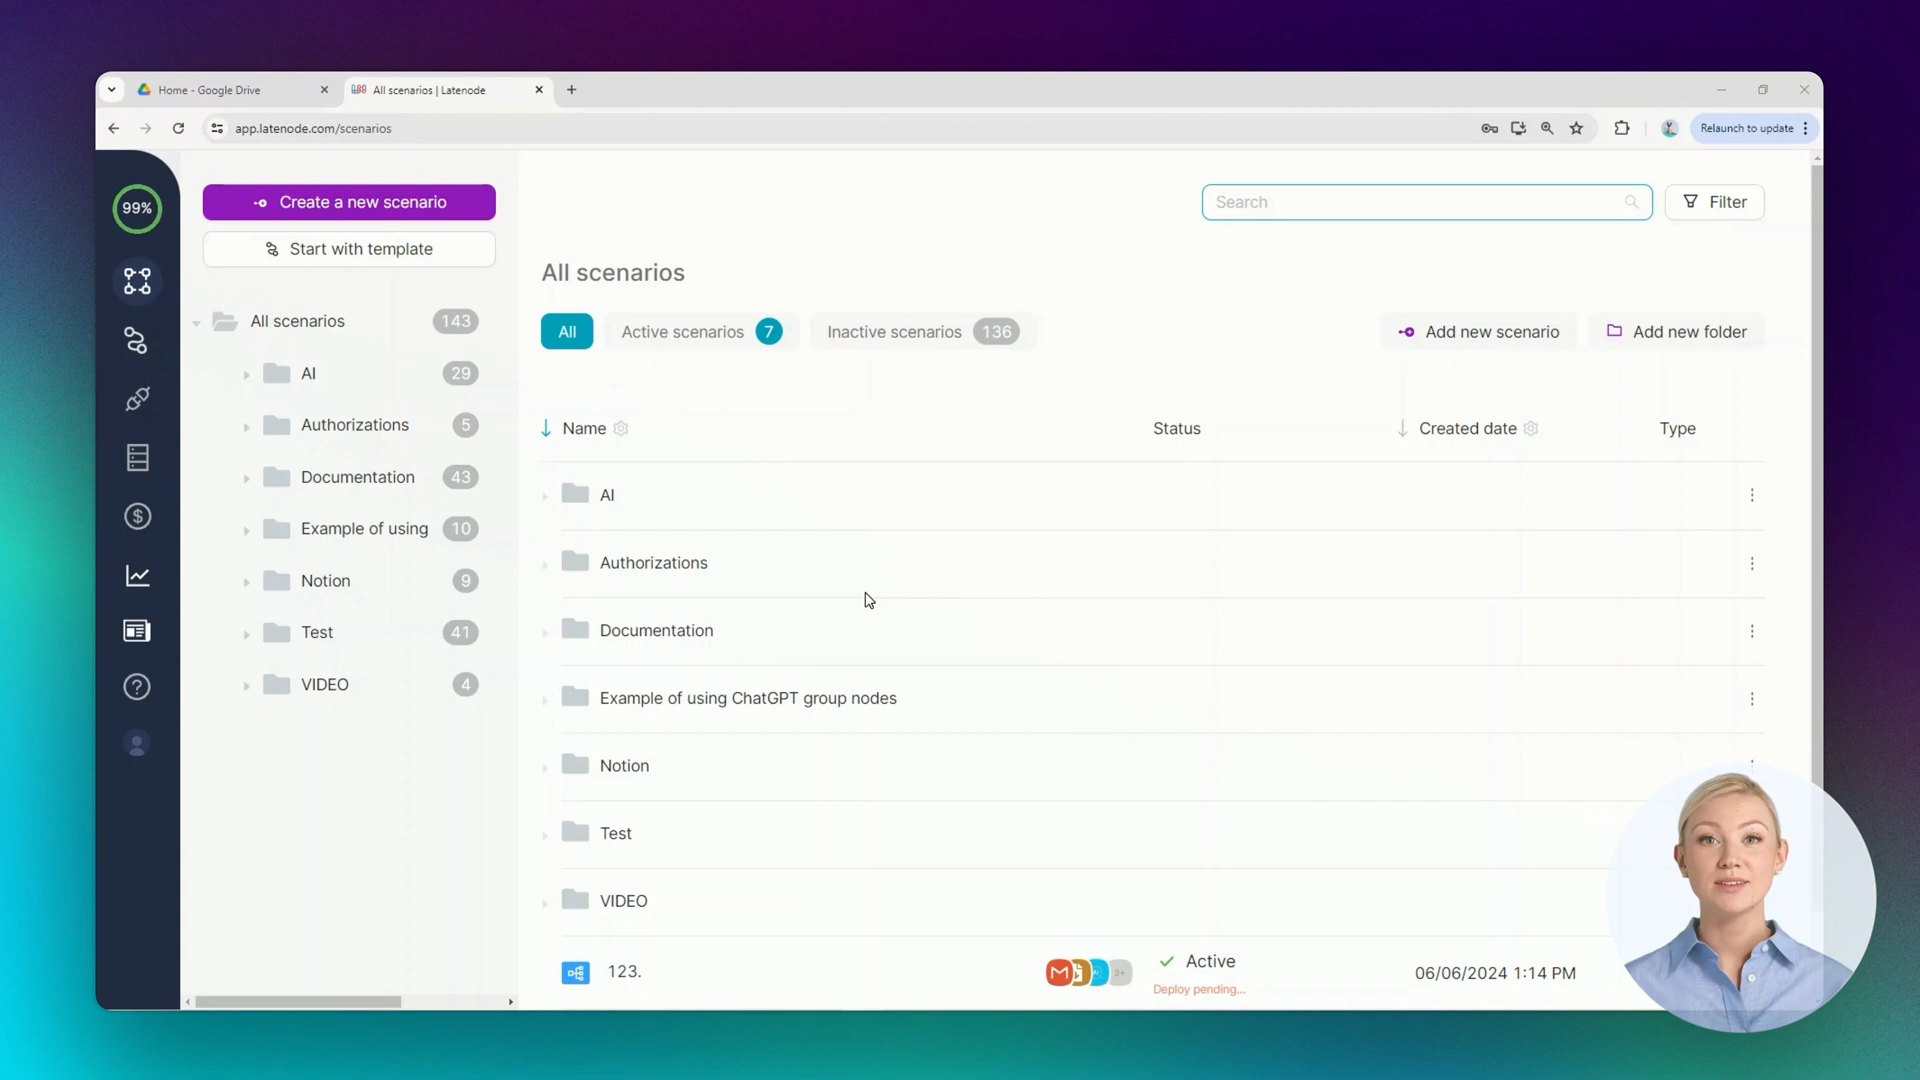 Home - Google Drive
All scenarios | Latenode
app.latenode.com/scenarios
Relaunch to update
99%
Create a new scenario
Start with template
All scenarios 143
AI 29
Authorizations 5
Documentation 43
Example of using 10
Notion 9
Test 41
VIDEO 4
Search
Filter
All scenarios
All
Active scenarios 7
Inactive scenarios 136
Add new scenario
Add new folder
Name
Status
Created date
Type
AI
Authorizations
Documentation
Example of using ChatGPT group nodes
Notion
Test
VIDEO
123.
3+
Active
Deploy pending...
06/06/2024 1:14 PM